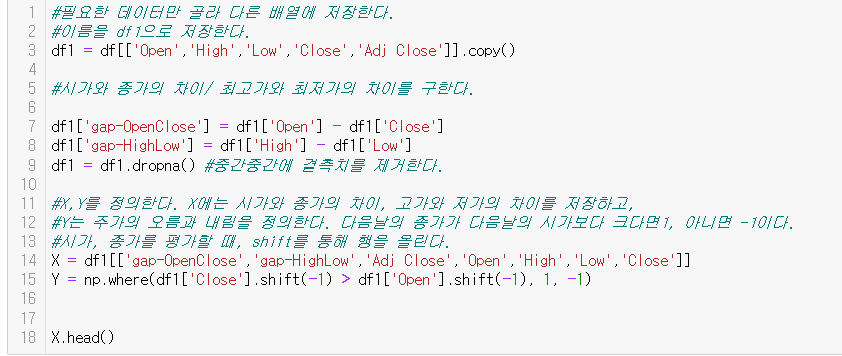 1 #필요한 데이터만 골라 다른 배열에 저장한다.
2 #이름을 df1으로 저장한다.
3 df1 = df[['Open','High','Low','Close','Adj Close']].copy()
4
5 #시가와 종가의 차이/ 최고가와 최저가의 차이를 구한다.
6
7 df1['gap-OpenClose'] = df1['Open'] - df1['Close']
8 df1['gap-HighLow'] = df1['High'] - df1['Low']
9 df1 = df1.dropna() #중간중간에 결측치를 제거한다.
10
11 #X,Y를 정의한다. X에는 시가와 종가의 차이, 고가와 저가의 차이를 저장하고,
12 #Y는 주가의 오름과 내림을 정의한다. 다음날의 종가가 다음날의 시가보다 크다면1, 아니면 -1이다.
13 #시가, 종가를 평가할 때, shift를 통해 행을 올린다.
14 X = df1[['gap-OpenClose','gap-HighLow','Adj Close','Open','High','Low','Close']]
15 Y = np.where(df1['Close'].shift(-1) > df1['Open'].shift(-1), 1, -1)
16
17
18 X.head()